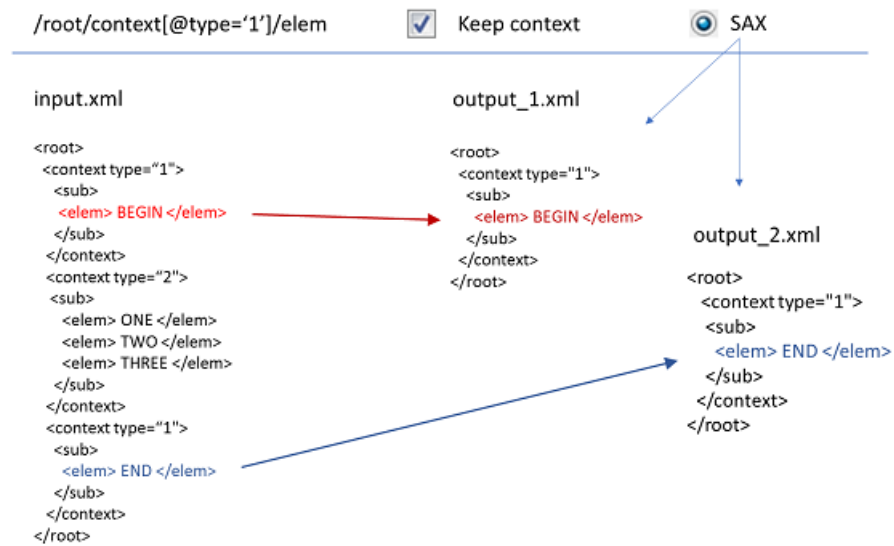 /root/context[@type=‘1’]/elem
Keep context
SAX
input.xml
<root>
<context type=“1">
<sub>
<elem> BEGIN </elem>
</sub>
</context>
<context type=“2">
<sub>
<elem> ONE </elem>
<elem> TWO </elem>
<elem> THREE </elem>
</sub>
</context>
<context type=“1">
<sub>
<elem> END </elem>
</sub>
</context>
</root>
output_1.xml
<root>
<context type="1">
<sub>
<elem> BEGIN </elem>
</sub>
</context>
</root>
output_2.xml
<root>
<context type="1">
<sub>
<elem> END </elem>
</sub>
</context>
</root>